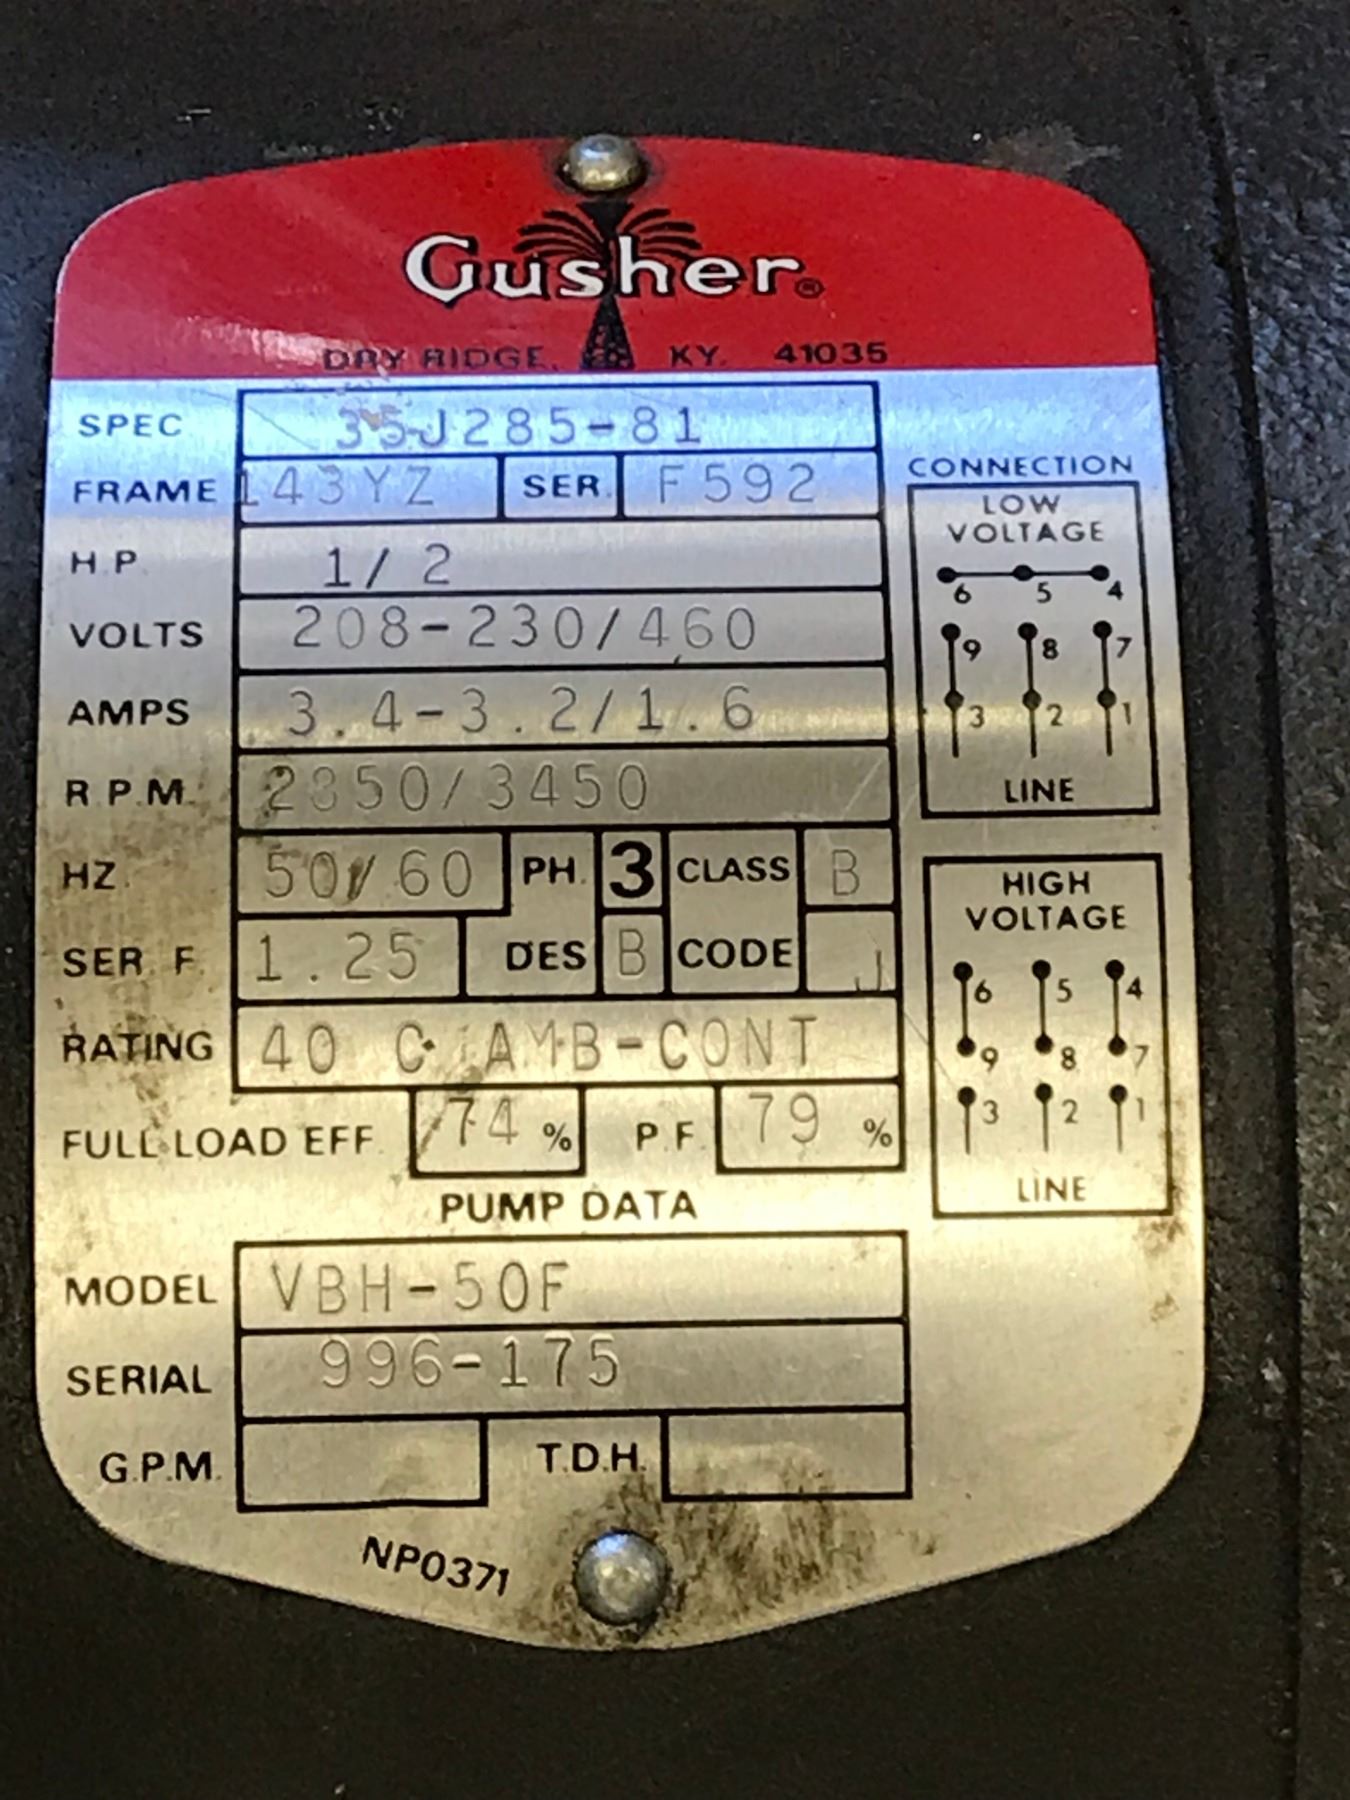 Gusher®
DRY RIDGE, KY. 41035
SPEC 35J285-81
FRAME 143YZ SER. F592
H.P. 1/2
VOLTS 208-230/460
AMPS 3.4-3.2/1.6
R.P.M. 2850/3450
HZ. 50/60 PH. 3 CLASS B
SER. F. 1.25 DES B CODE J
RATING 40 C AMB-CONT
FULL LOAD EFF. 74 % P.F. 79 %
PUMP DATA
MODEL VBH-50F
SERIAL 996-175
G.P.M. T.D.H.
NP0371
CONNECTION
LOW
VOLTAGE
6 5 4
9 8 7
3 2 1
LINE
HIGH
VOLTAGE
6 5 4
9 8 7
3 2 1
LINE